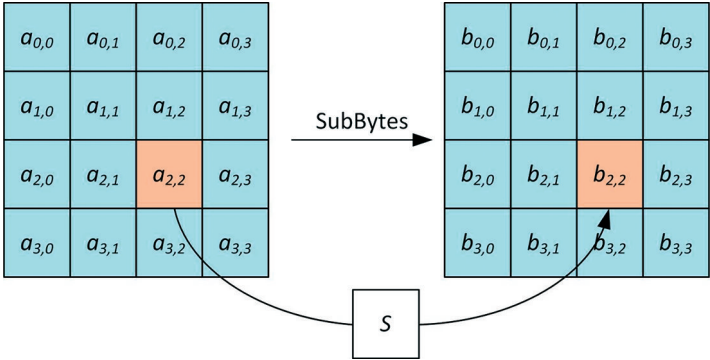 a0,0 a0,1 a0,2 a0,3
a1,0 a1,1 a1,2 a1,3
a2,0 a2,1 a2,2 a2,3
a3,0 a3,1 a3,2 a3,3
SubBytes
b0,0 b0,1 b0,2 b0,3
b1,0 b1,1 b1,2 b1,3
b2,0 b2,1 b2,2 b2,3
b3,0 b3,1 b3,2 b3,3
S